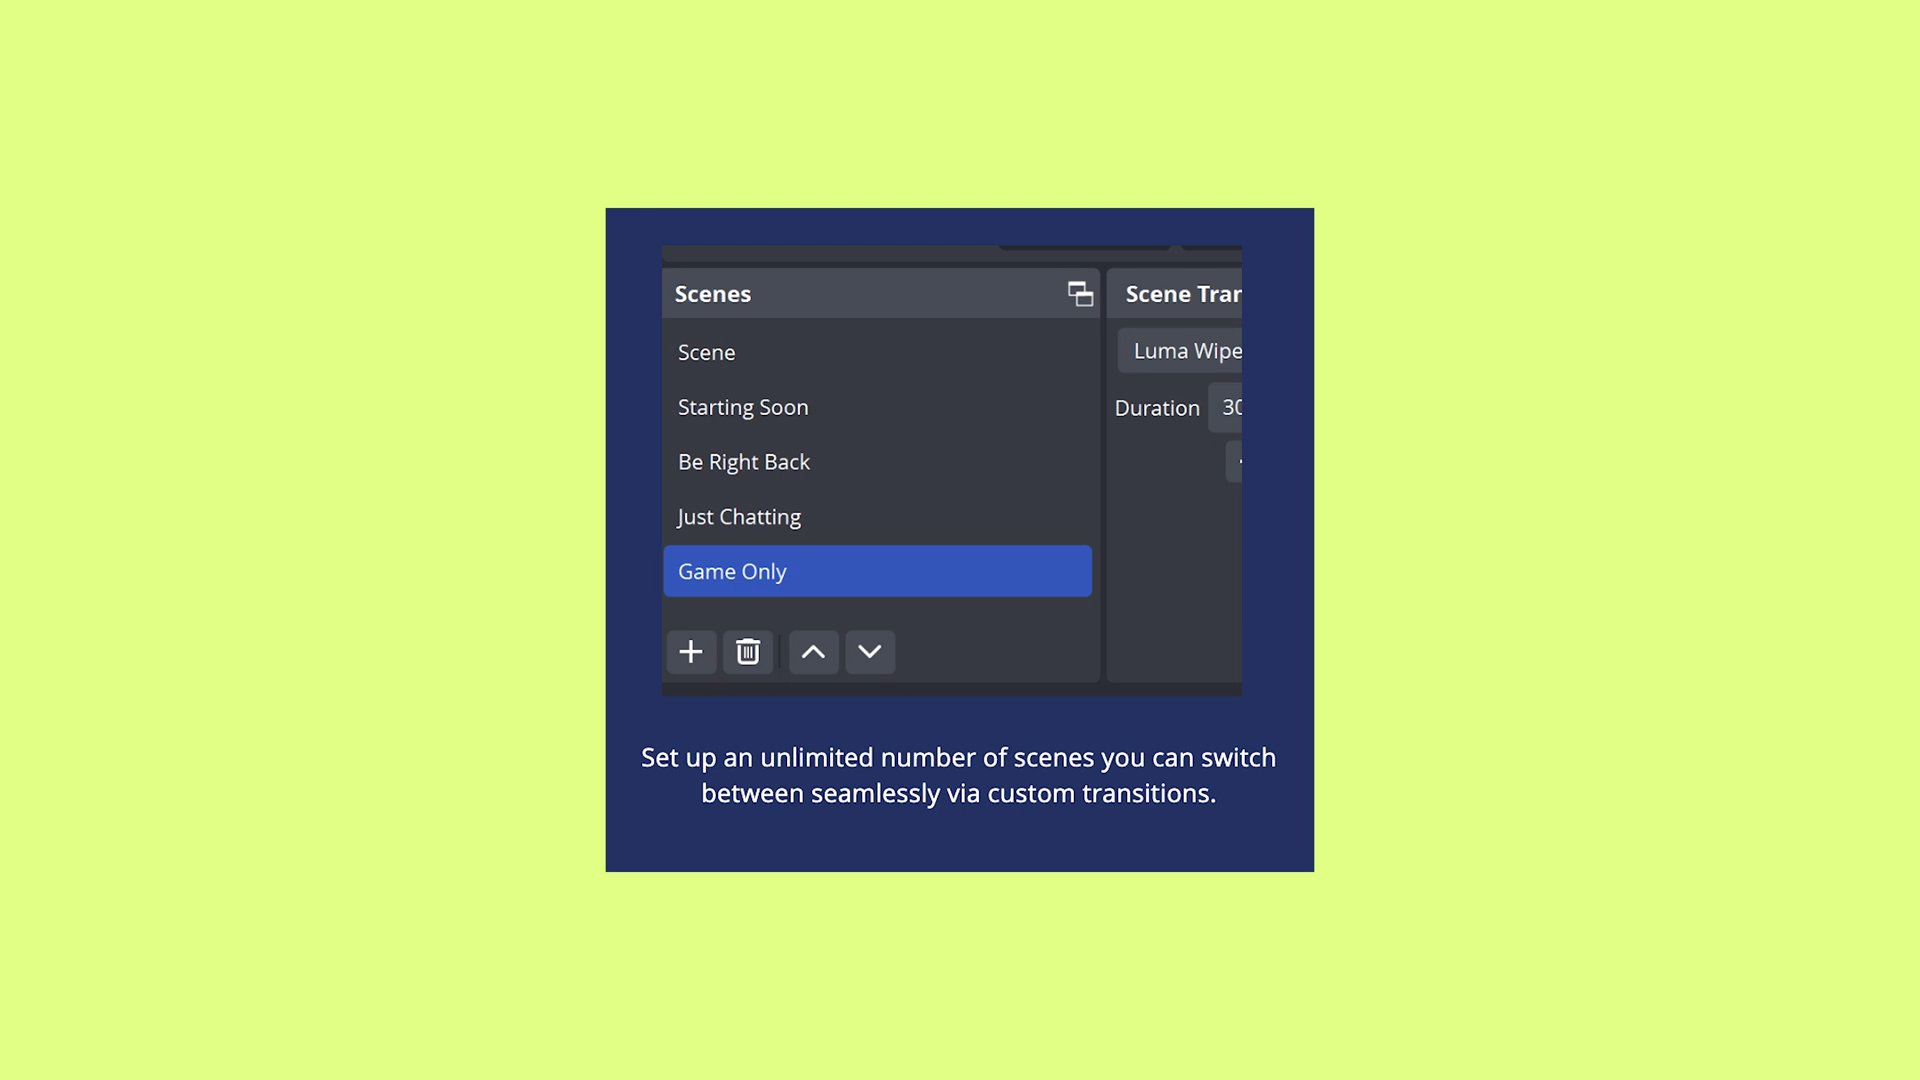 Scenes
Scene
Starting Soon
Be Right Back
Just Chatting
Game Only
Scene
Luma Wipe
Duration 30
Set up an unlimited number of scenes you can switch
between seamlessly via custom transitions.